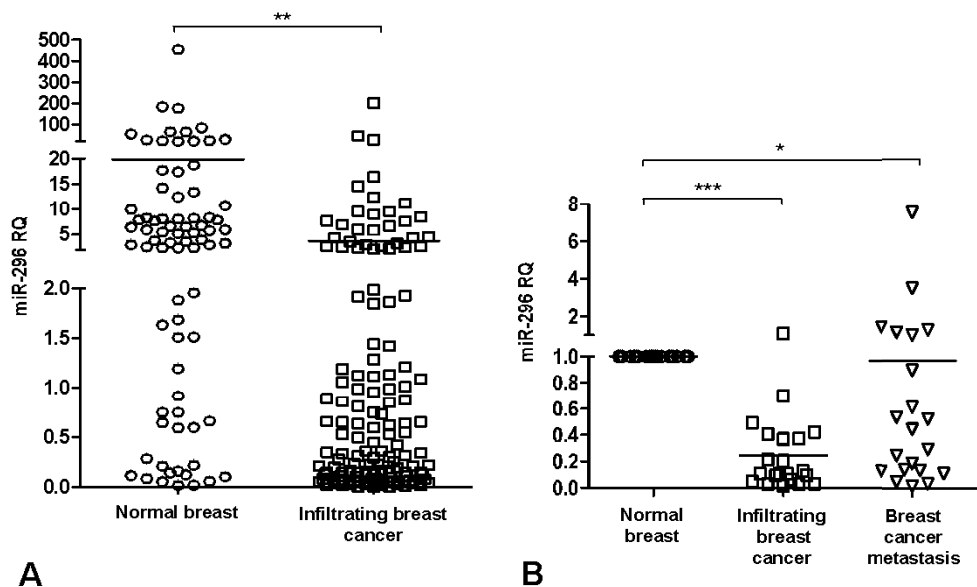 **
500
400
300
200
100
20
15
10
5
2.0
1.5
1.0
0.5
0.0
miR-296 RQ
Normal breast
Infiltrating breast
cancer
A
*
***
8
6
4
2
1.0
0.8
0.6
0.4
0.2
0.0
miR-296 RQ
Normal
breast
Infiltrating
breast
cancer
Breast
cancer
metastasis
B